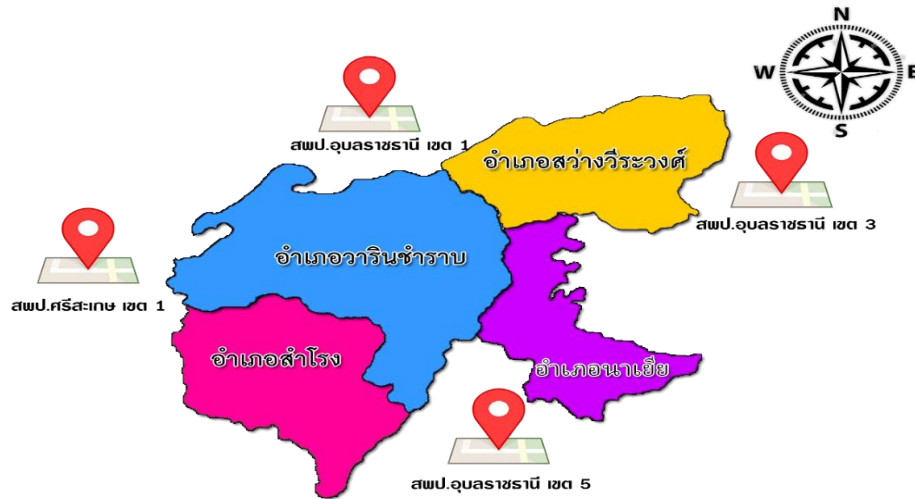 N
W E
S
สพป.อุบลราชธานี เขต 1
อำเภอสว่างวีระวงศ์
สพป.อุบลราชธานี เขต 3
อำเภอวารินชำราบ
สพป.ศรีสะเกษ เขต 1
อำเภอสำโรง
อำเภอนาเยีย
สพป.อุบลราชธานี เขต 5